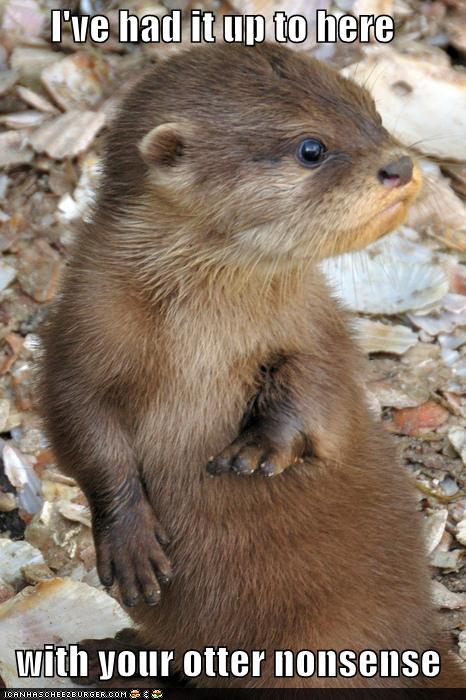 I've had it up to here
with your otter nonsense
ICANHASCHEEZBURGER.COM